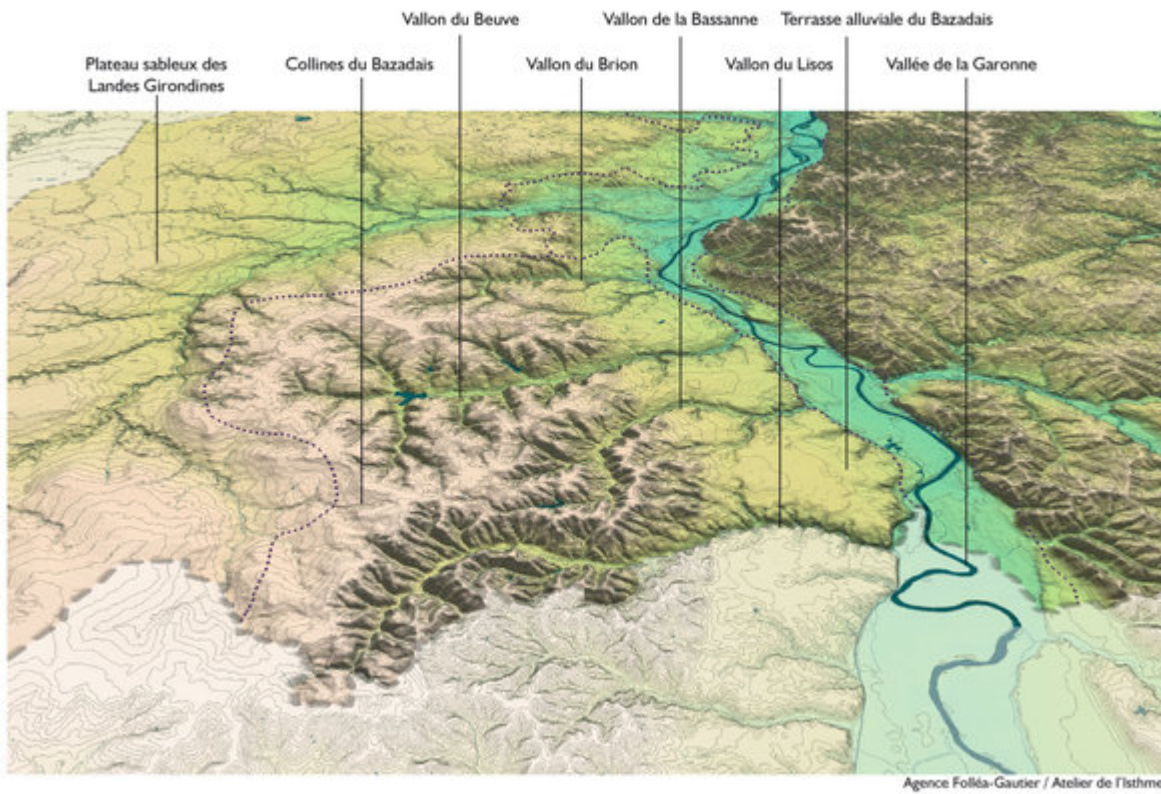 Vallon du Beuve
Vallon de la Bassanne
Terrasse alluviale du Bazadais
Plateau sableux des
Landes Girondines
Collines du Bazadais
Vallon du Brion
Vallon du Lisos
Vallée de la Garonne
Agence Folléa-Gautier / Atelier de l'Isthme